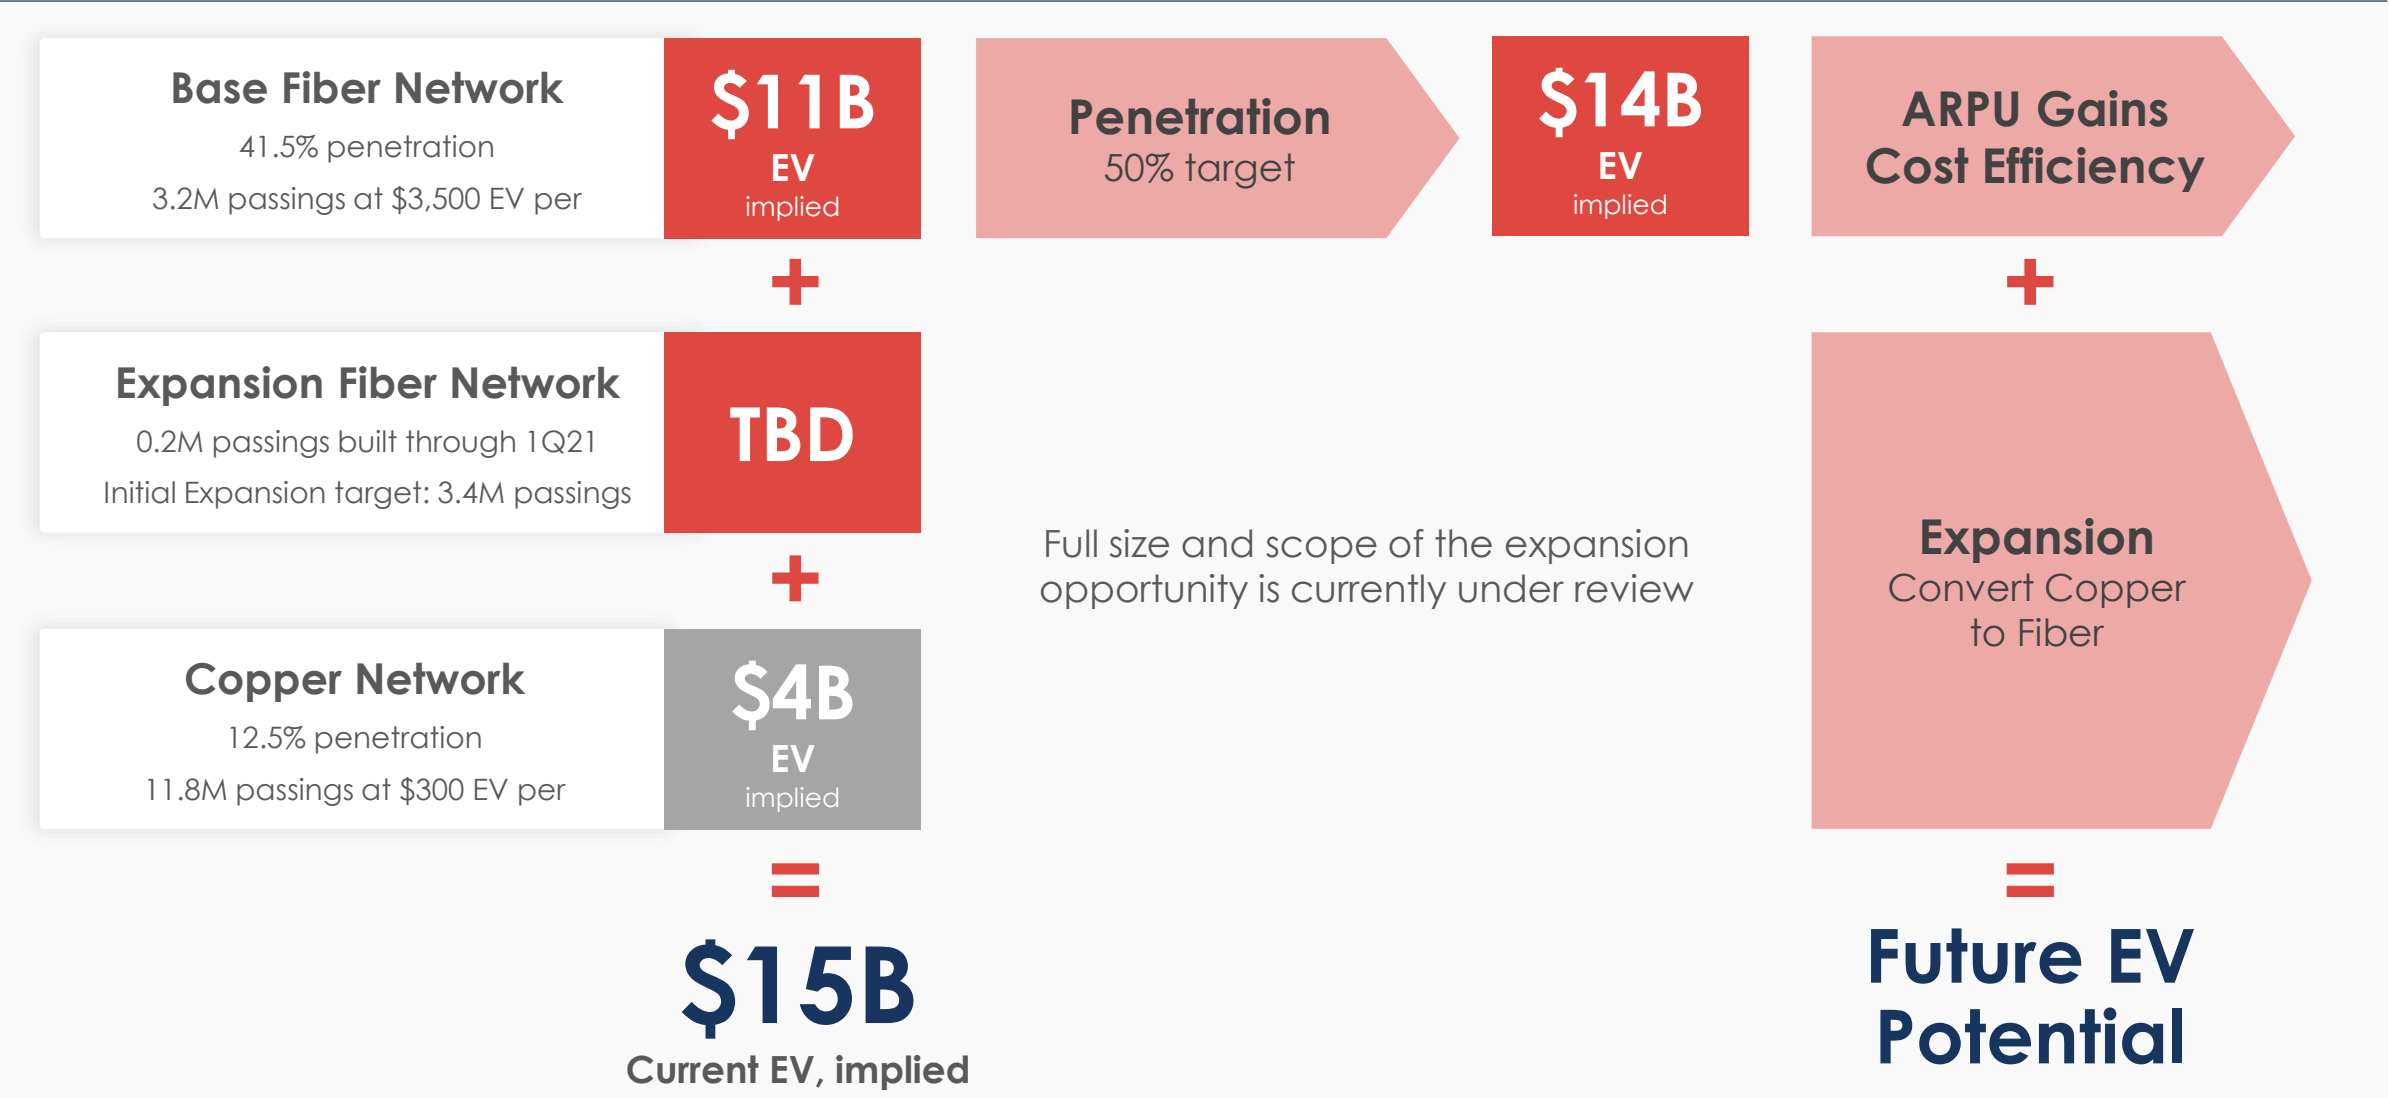 Base Fiber Network
41.5% penetration
3.2M passings at $3,500 EV per
$11B
EV
implied
Penetration
50% target
$14B
EV
implied
ARPU Gains
Cost Efficiency
+
+
Expansion Fiber Network
0.2M passings built through 1Q21
Initial Expansion target: 3.4M passings
TBD
Full size and scope of the expansion
opportunity is currently under review
Expansion
Convert Copper
to Fiber
+
Copper Network
12.5% penetration
11.8M passings at $300 EV per
$4B
EV
implied
=
=
$15B
Current EV, implied
Future EV
Potential